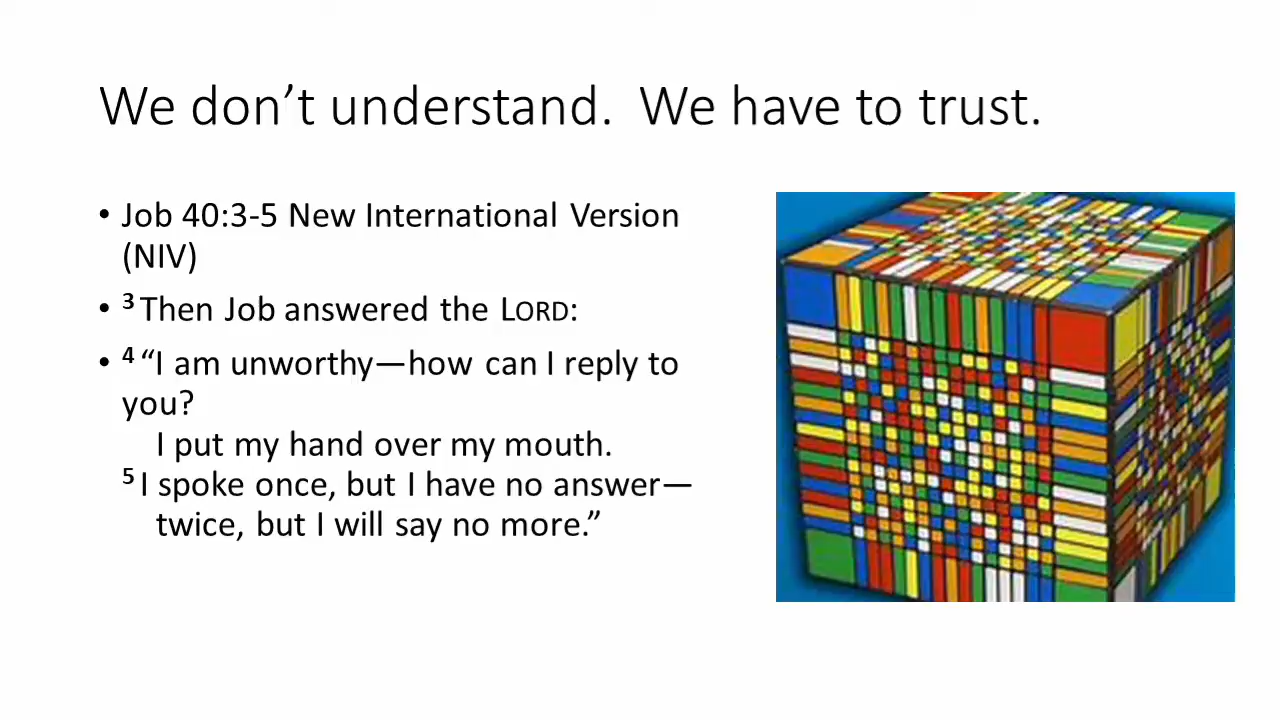 We don’t understand.  We have to trust.
• Job 40:3-5 New International Version
(NIV)
• ³ Then Job answered the LORD:
• ⁴ “I am unworthy—how can I reply to
you?
I put my hand over my mouth.
⁵ I spoke once, but I have no answer—
twice, but I will say no more.”